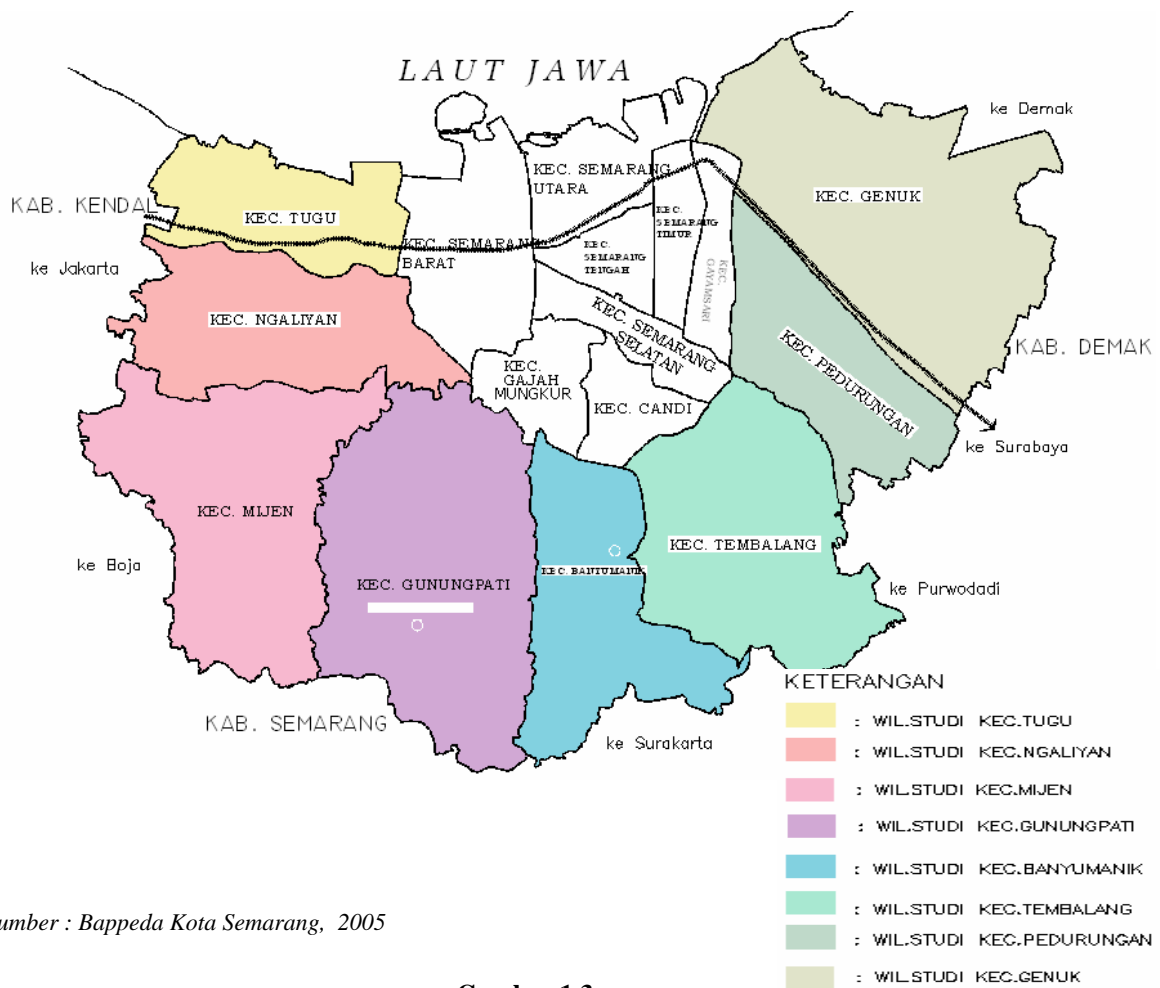 LAUT JAWA
ke Demak
KEC. SEMARANG
UTARA
KEC. GENUK
KAB. KENDAL
KEC. TUGU
KEC.
SEMARANG
TIMUR
KEC. SEMARANG
BARAT
KEC.
SEMARANG
TENGAH
KEC.
GAYAMSARI
ke Jakarta
KEC. NGALIYAN
KEC. SEMARANG
SELATAN
KEC. PEDURUNGAN
KAB. DEMAK
KEC.
GAJAH
MUNGKUR
KEC. CANDI
ke Surabaya
KEC. MIJEN
KEC. TEMBALANG
ke Boja
KEC. GUNUNGPATI
KEC. BANYUMANIK
ke Purwodadi
KAB. SEMARANG
ke Surakarta
KETERANGAN
: WIL.STUDI KEC.TUGU
: WIL.STUDI KEC.NGALIYAN
: WIL.STUDI KEC.MIJEN
: WIL.STUDI KEC.GUNUNGPATI
: WIL.STUDI KEC.BANYUMANIK
: WIL.STUDI KEC.TEMBALANG
: WIL.STUDI KEC.PEDURUNGAN
: WIL.STUDI KEC.GENUK
umber : Bappeda Kota Semarang, 2005